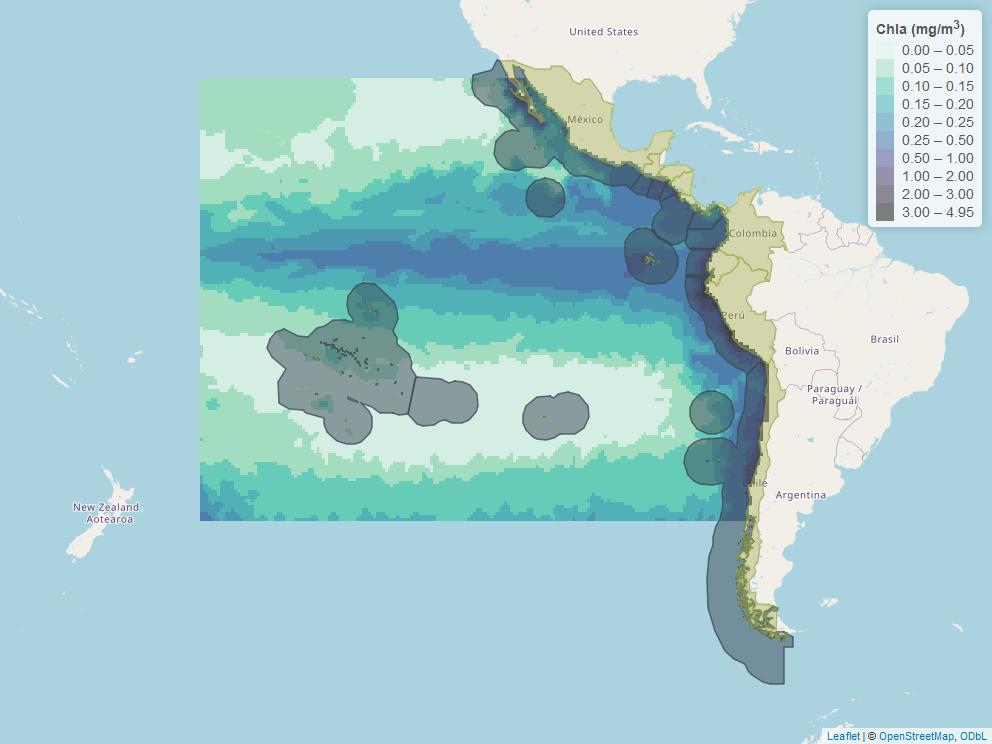 United States
México
Colombia
Perú
Bolivia
Brasil
Paraguay /
Paraguái
Argentina
New Zealand
Aotearoa
Chla (mg/m3)
0.00 – 0.05
0.05 – 0.10
0.10 – 0.15
0.15 – 0.20
0.20 – 0.25
0.25 – 0.50
0.50 – 1.00
1.00 – 2.00
2.00 – 3.00
3.00 – 4.95
Leaflet | © OpenStreetMap, ODbL